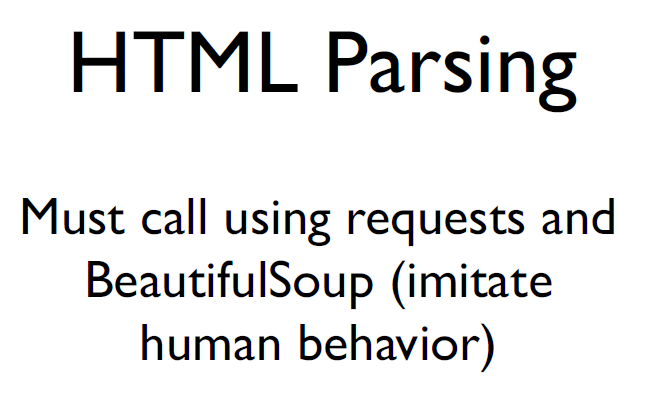 HTML Parsing
Must call using requests and
BeautifulSoup (imitate
human behavior)